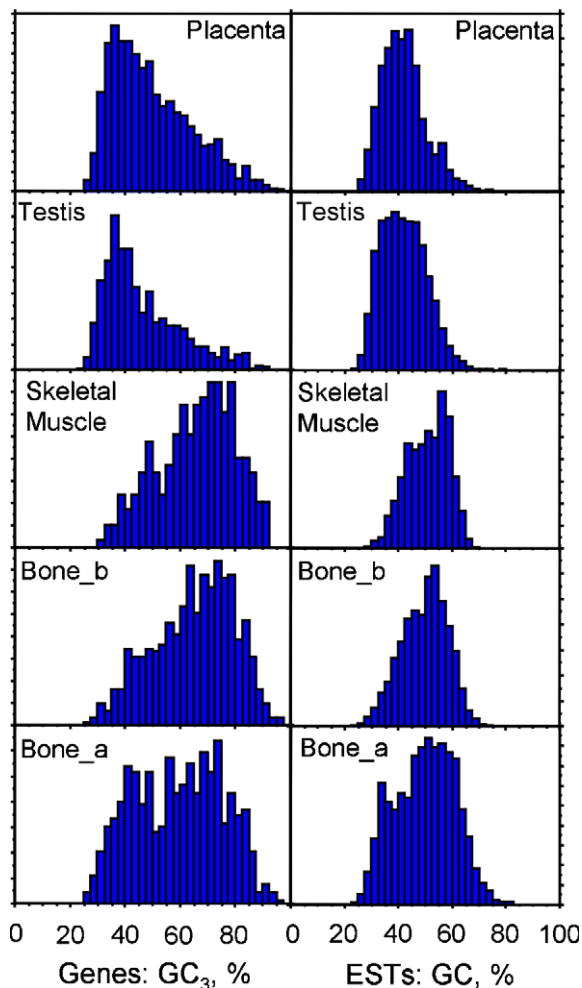 Placenta
Placenta
Testis
Testis
Skeletal
Muscle
Skeletal
Muscle
Bone_b
Bone_b
Bone_a
Bone_a
0 20 40 60 80 0 20 40 60 80 100
Genes: GC₃, %
ESTs: GC, %